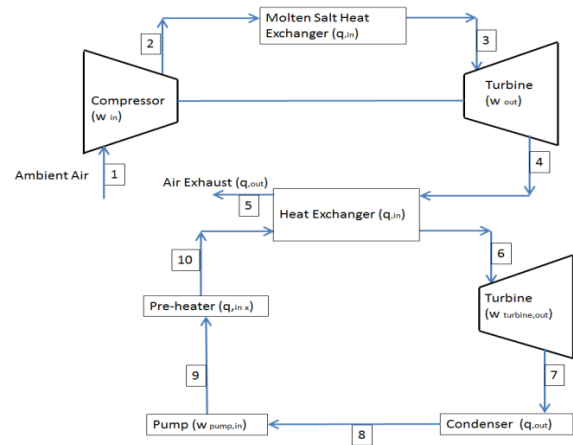 Molten Salt Heat
Exchanger (q,in)
2
3
Compressor
(w in)
Turbine
(w out)
Ambient Air
1
4
Air Exhaust (q,out)
5
Heat Exchanger (q,in)
10
6
Pre-heater (q,in x)
Turbine
(w turbine,out)
9
7
Pump (w pump,in)
8
Condenser (q,out)